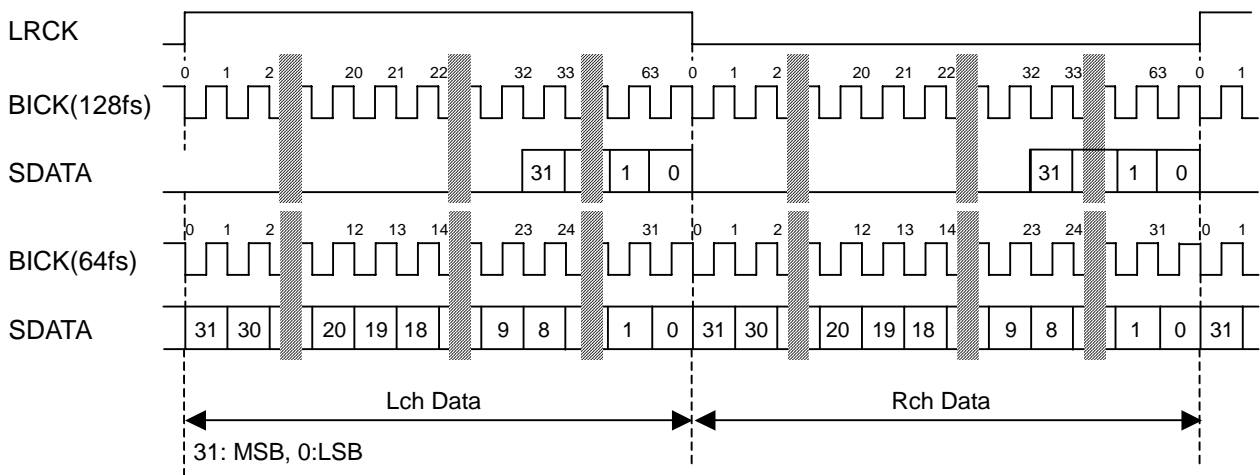 LRCK
0 1 2 20 21 22 32 33 63 0 1 2 20 21 22 32 33 63 0 1
BICK(128fs)
SDATA 31 1 0 31 1 0
0 1 2 12 13 14 23 24 31 0 1 2 12 13 14 23 24 31 0 1
BICK(64fs)
SDATA 31 30 20 19 18 9 8 1 0 31 30 20 19 18 9 8 1 0 31
Lch Data Rch Data
31: MSB, 0:LSB